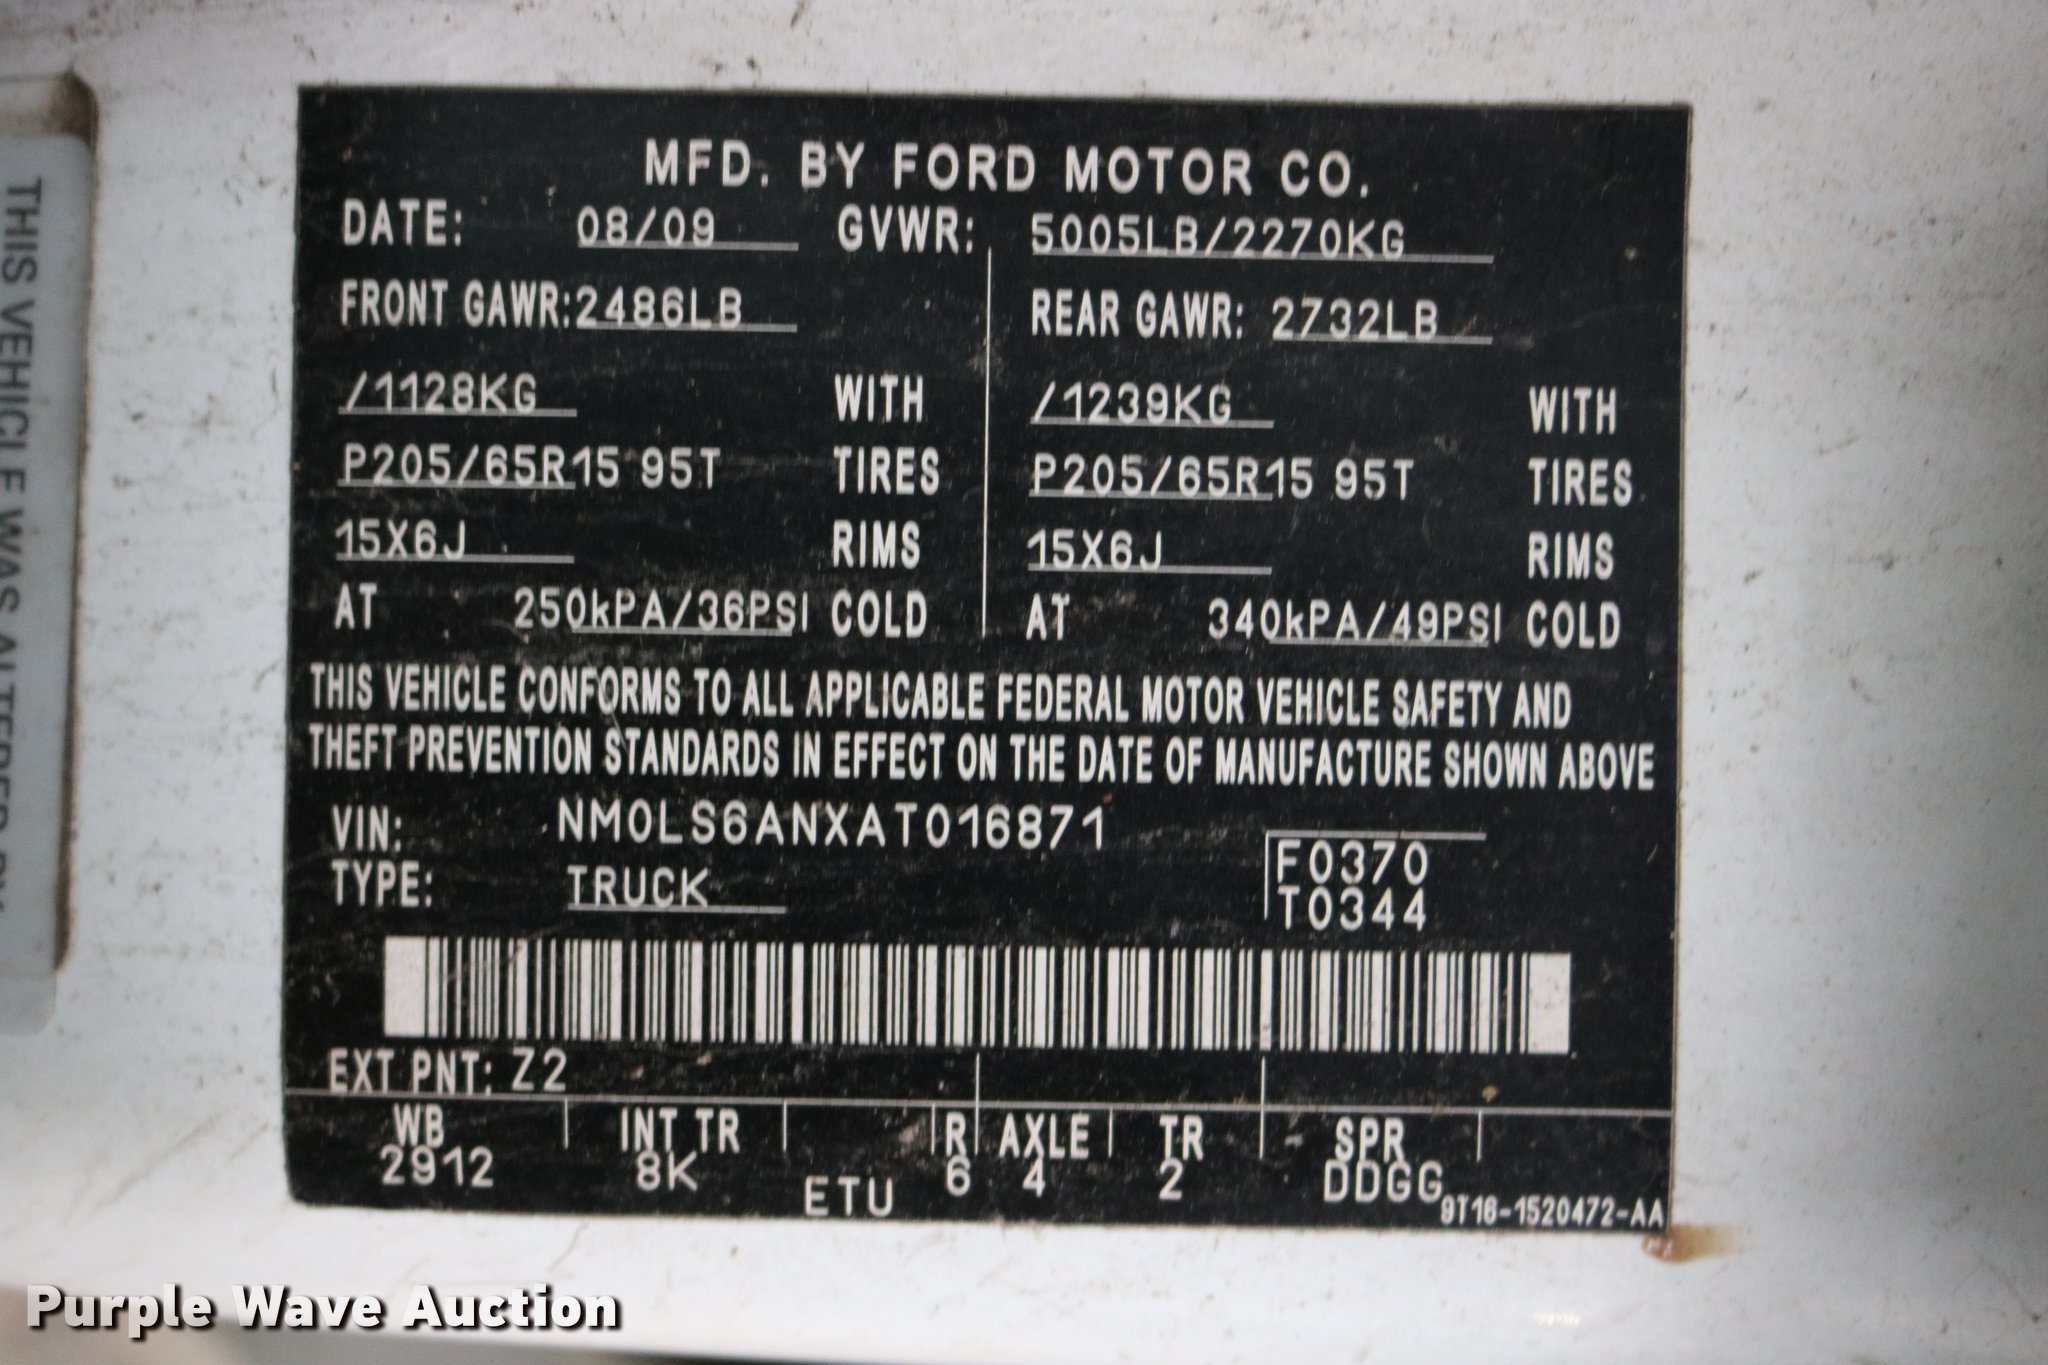 MFD. BY FORD MOTOR CO.
DATE: 08/09 GVWR: 5005LB/2270KG
FRONT GAWR: 2486LB REAR GAWR: 2732LB
/1128KG WITH /1239KG WITH
P205/65R15 95T TIRES P205/65R15 95T TIRES
15X6J RIMS 15X6J RIMS
AT 250kPA/36PSI COLD AT 340kPA/49PSI COLD
THIS VEHICLE CONFORMS TO ALL APPLICABLE FEDERAL MOTOR VEHICLE SAFETY AND
THEFT PREVENTION STANDARDS IN EFFECT ON THE DATE OF MANUFACTURE SHOWN ABOVE
VIN: NM0LS6ANXAT016871
TYPE: TRUCK
F0370
T0344
EXT PNT: Z2
WB INT TR R AXLE TR SPR
2912 8K ETU 6 4 2 DDGG
9T16-1520472-AA
THIS VEHICLE WAS ALTERED BY
Purple Wave Auction